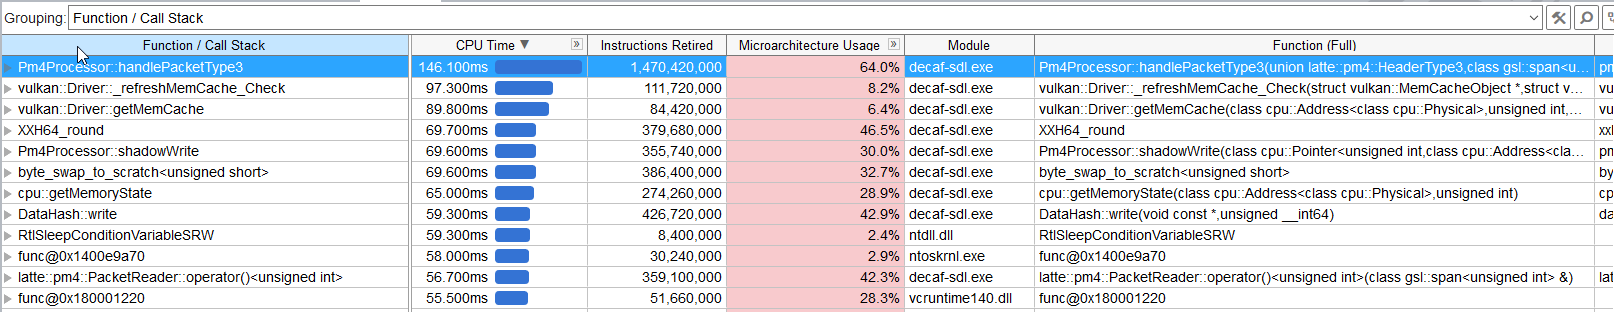 Grouping: Function / Call Stack
Function / Call Stack CPU Time ▼ » Instructions Retired Microarchitecture Usage » Module Function (Full)
Pm4Processor::handlePacketType3 146.100ms 1,470,420,000 64.0% decaf-sdl.exe Pm4Processor::handlePacketType3(union latte::pm4::HeaderType3,class gsl::span<u... pm
vulkan::Driver::_refreshMemCache_Check 97.300ms 111,720,000 8.2% decaf-sdl.exe vulkan::Driver::_refreshMemCache_Check(struct vulkan::MemCacheObject *,struct v... vu
vulkan::Driver::getMemCache 89.800ms 84,420,000 6.4% decaf-sdl.exe vulkan::Driver::getMemCache(class cpu::Address<class cpu::Physical>,unsigned int,... vu
XXH64_round 69.700ms 379,680,000 46.5% decaf-sdl.exe XXH64_round xxl
Pm4Processor::shadowWrite 69.600ms 355,740,000 30.0% decaf-sdl.exe Pm4Processor::shadowWrite(class cpu::Pointer<unsigned int,class cpu::Address<cla... pm
byte_swap_to_scratch<unsigned short> 69.600ms 386,400,000 32.7% decaf-sdl.exe byte_swap_to_scratch<unsigned short> by
cpu::getMemoryState 65.000ms 274,260,000 28.9% decaf-sdl.exe cpu::getMemoryState(class cpu::Address<class cpu::Physical>,unsigned int) cp
DataHash::write 59.300ms 426,720,000 42.9% decaf-sdl.exe DataHash::write(void const *,unsigned __int64) da
RtlSleepConditionVariableSRW 59.300ms 8,400,000 2.4% ntdll.dll RtlSleepConditionVariableSRW
func@0x1400e9a70 58.000ms 30,240,000 2.9% ntoskrnl.exe func@0x1400e9a70
latte::pm4::PacketReader::operator()<unsigned int> 56.700ms 359,100,000 42.3% decaf-sdl.exe latte::pm4::PacketReader::operator()<unsigned int>(class gsl::span<unsigned int> &) lat
func@0x180001220 55.500ms 51,660,000 28.3% vcruntime140.dll func@0x180001220